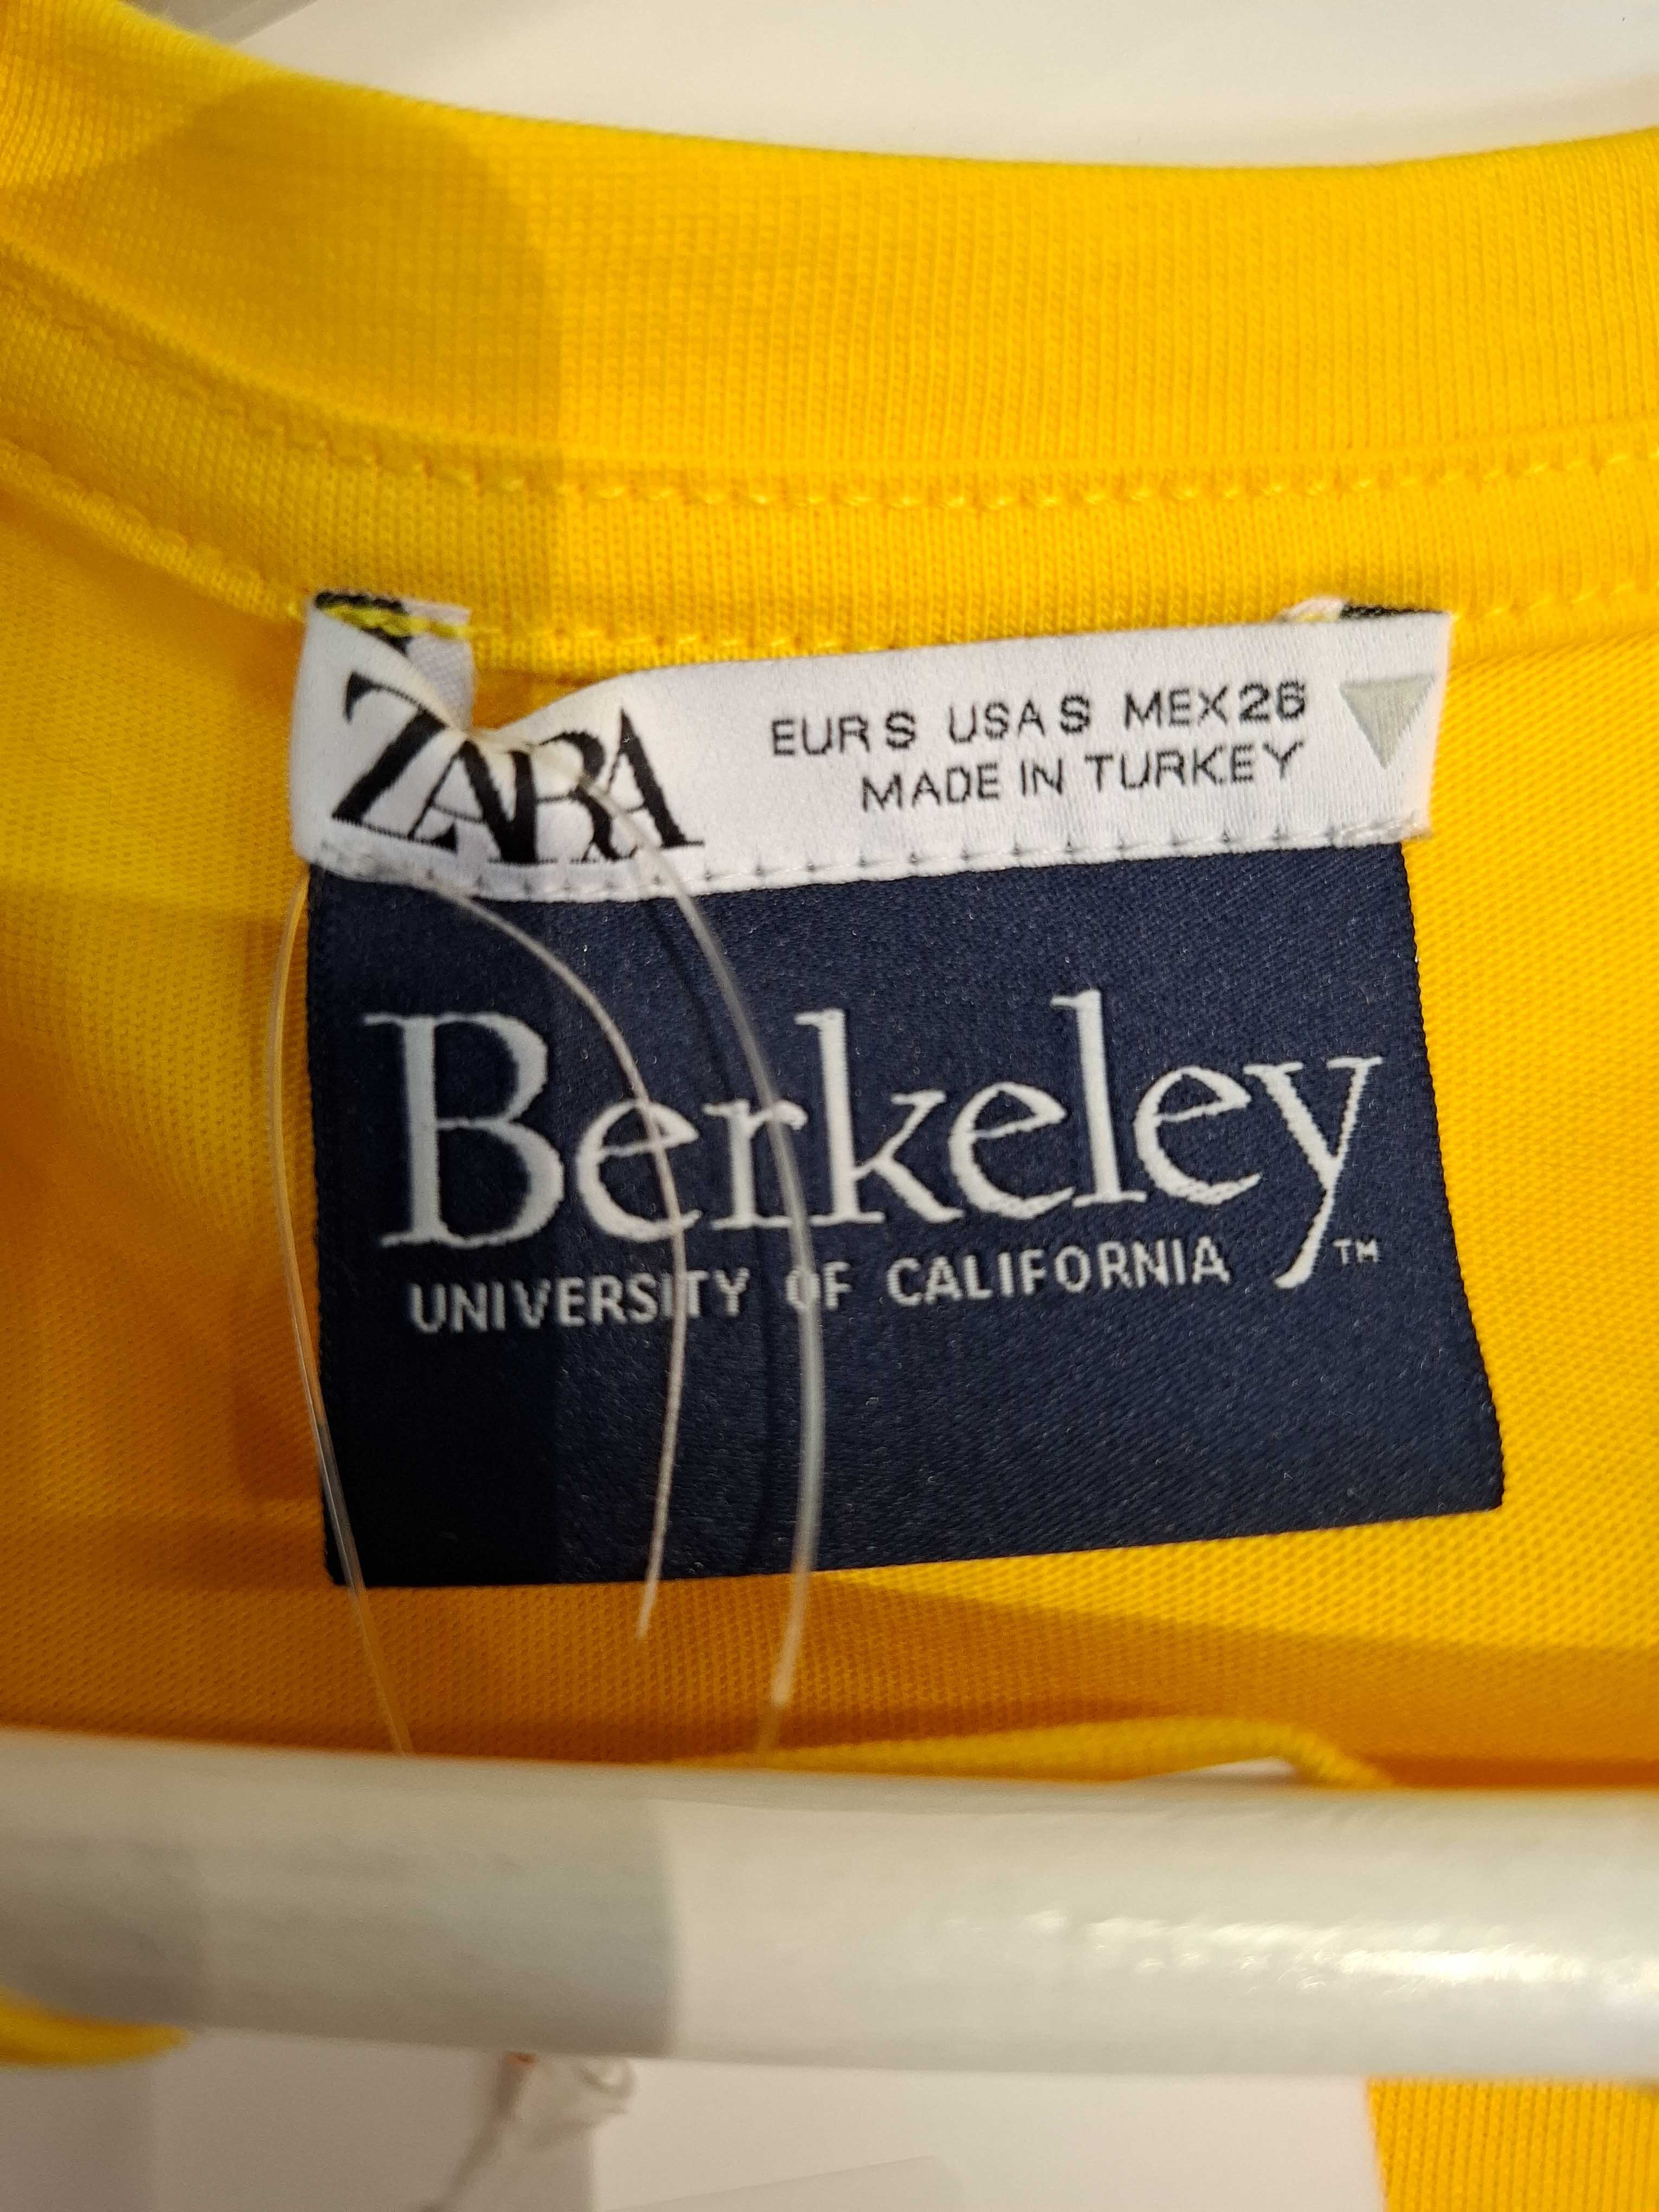 ZARA
EUR S USA S MEX 26
MADE IN TURKEY
Berkeley
UNIVERSITY OF CALIFORNIA ™